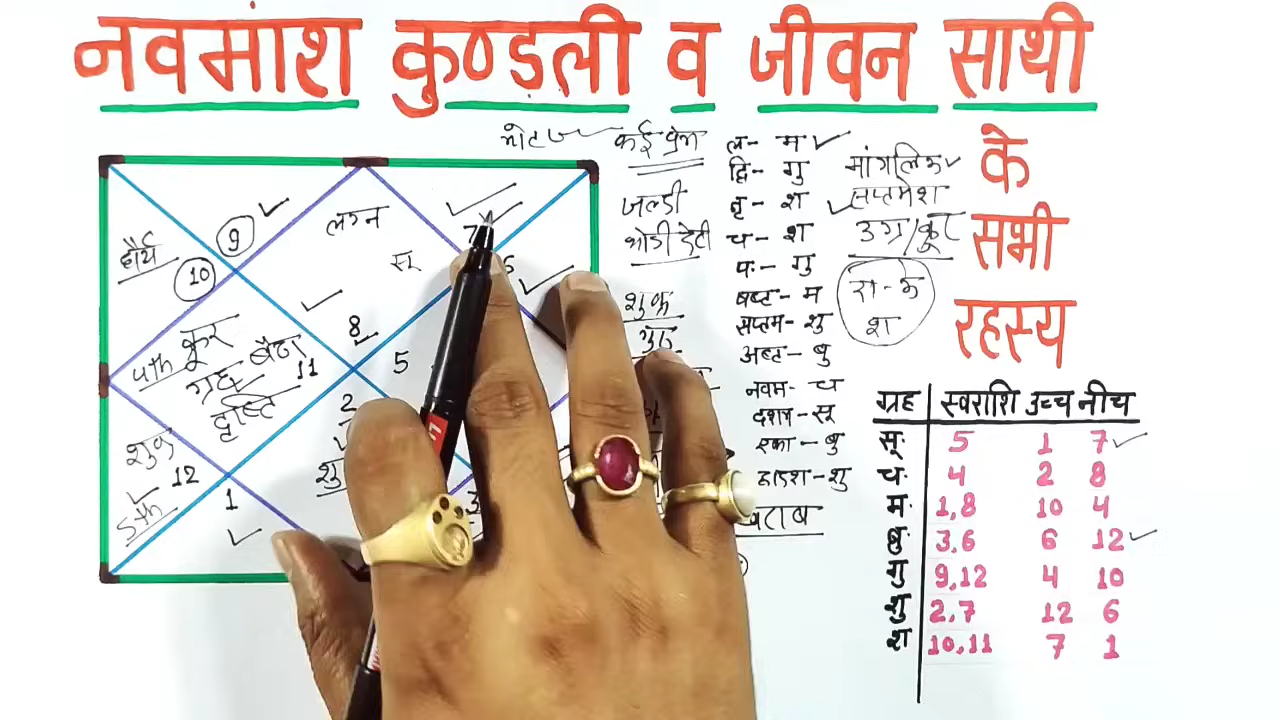 नवमांश कुण्डली व जीवन साथी
के
सभी
रहस्य
कई प्रेम
जल्दी
ल- म
द्वि- गु
तृ- श
च- श
पः- गु
षष्ट- म
सप्तम- शु
अष्ट- बु
नवम- च
दशम- सू
एका- बु
द्वादश- शु
मांगलिक
सप्तमेश
उग्र/क्रूर
रा-के
श
लग्न
सू
7
6
8
5
2
3
9
10
शौर्य
4th क्रूर
ग्रह बैठा
दृष्टि
11
शुक्र
12
5th
1
शु
शुक्र
गुरु
ग्रह स्वराशि उच्च नीच
सू. 5 1 7
च. 4 2 8
म. 1,8 10 4
बु. 3,6 6 12
गु 9,12 4 10
शु 2,7 12 6
श 10,11 7 1